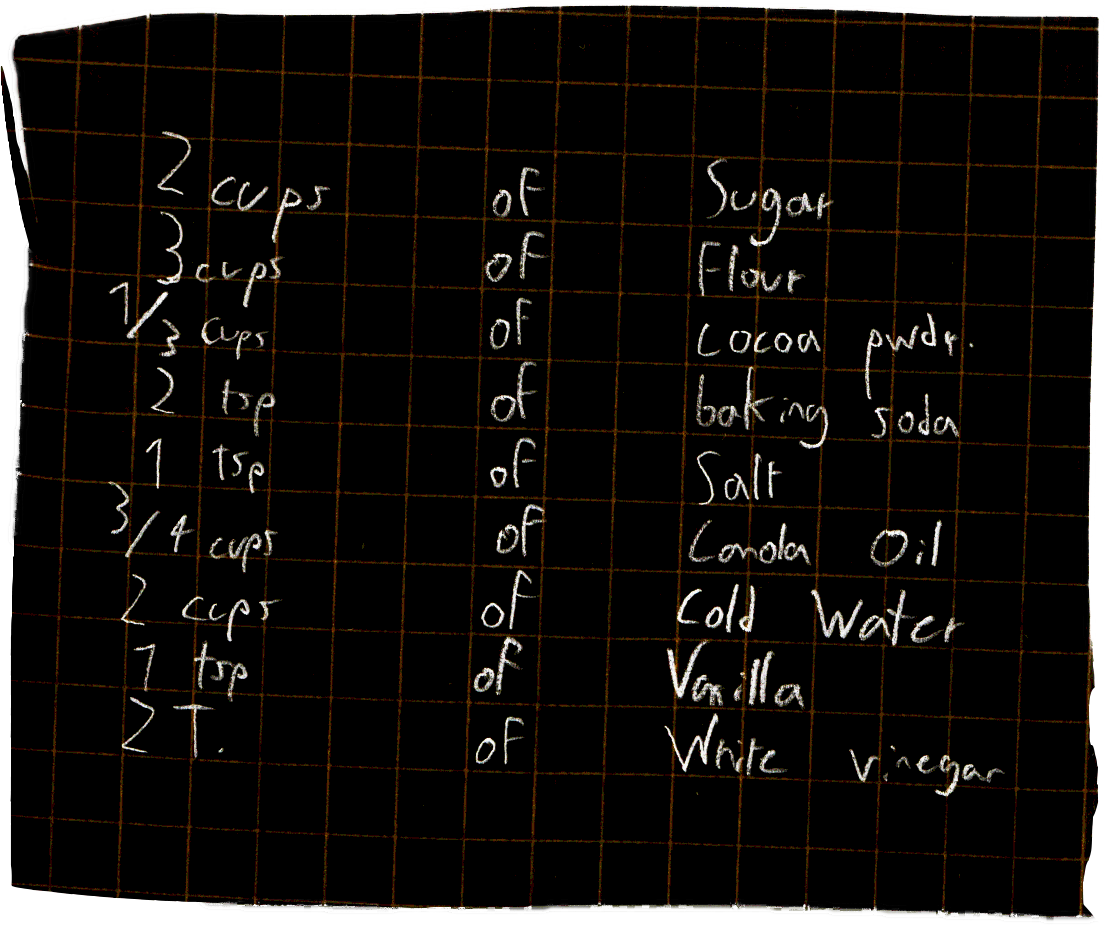 2 cups of Sugar
3 cups of Flour
1/3 cups of cocoa pwdr.
2 tsp of baking soda
1 tsp of Salt
3/4 cups of Canola Oil
2 cups of Cold Water
1 tsp of Vanilla
2 T. of White vinegar